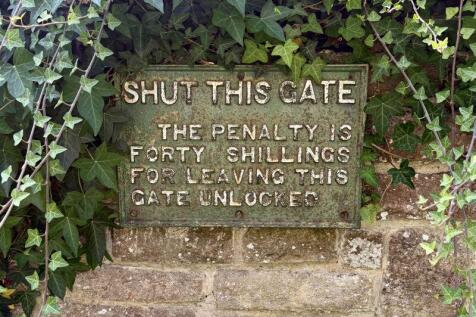 SHUT THIS GATE
THE PENALTY IS
FORTY SHILLINGS
FOR LEAVING THIS
GATE UNLOCKED